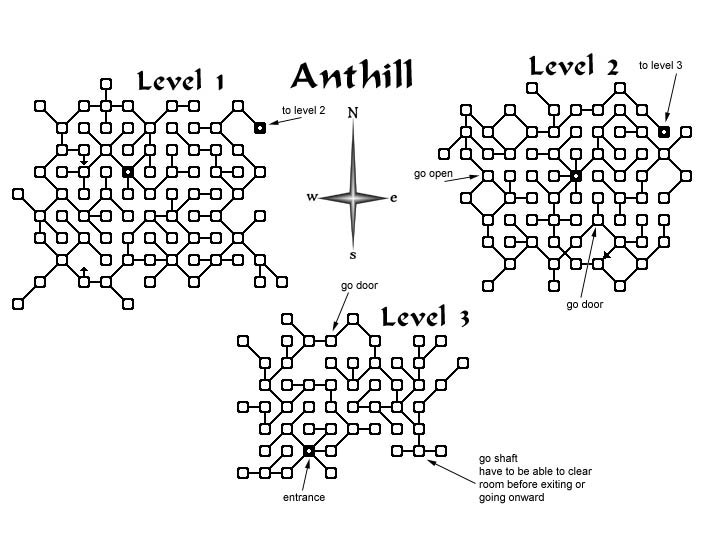 Anthill
Level 1
Level 2
to level 3
to level 2
N
w
e
s
go open
go door
go door
Level 3
go shaft
have to be able to clear
room before exiting or
going onward
entrance